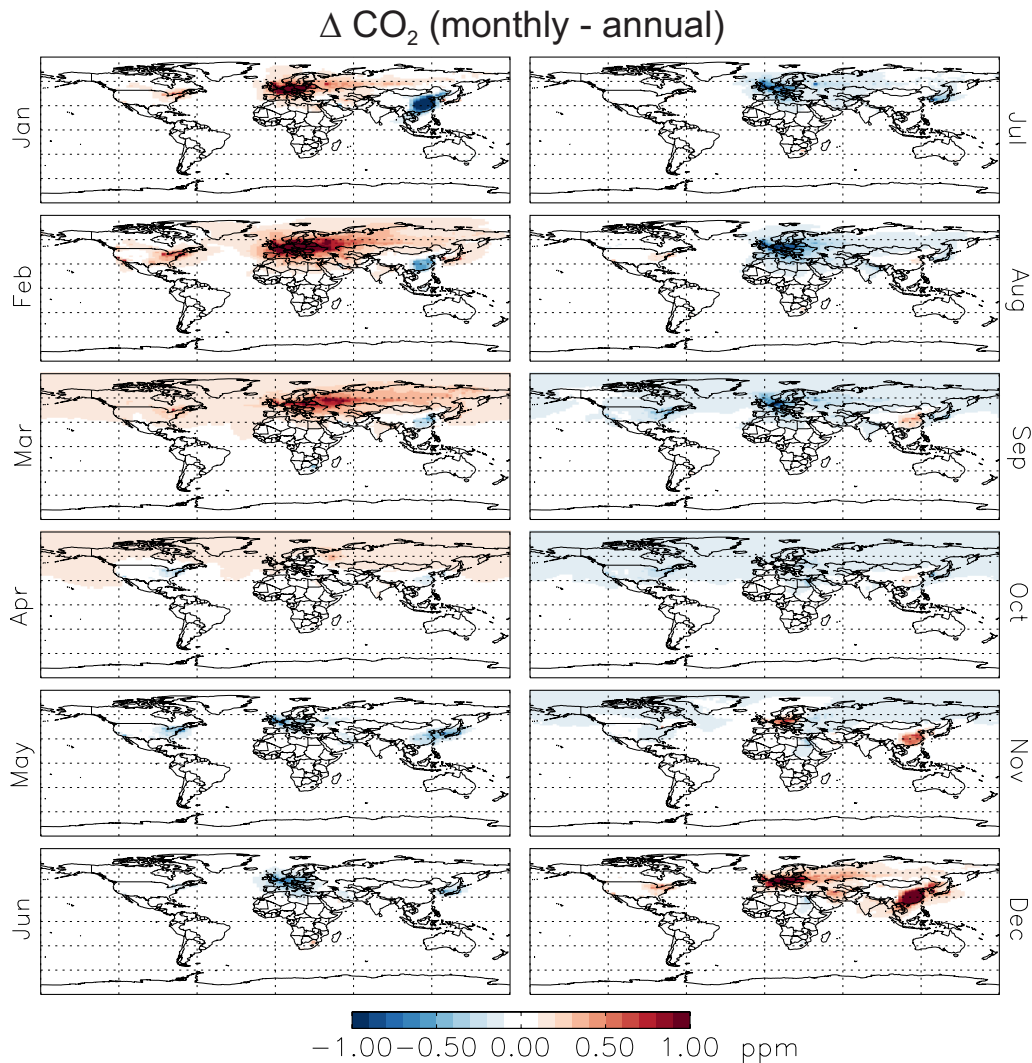 Δ CO₂ (monthly - annual)
Jan
Jul
Feb
Aug
Mar
Sep
Apr
Oct
May
Nov
Jun
Dec
−1.00 −0.50 0.00 0.50 1.00 ppm